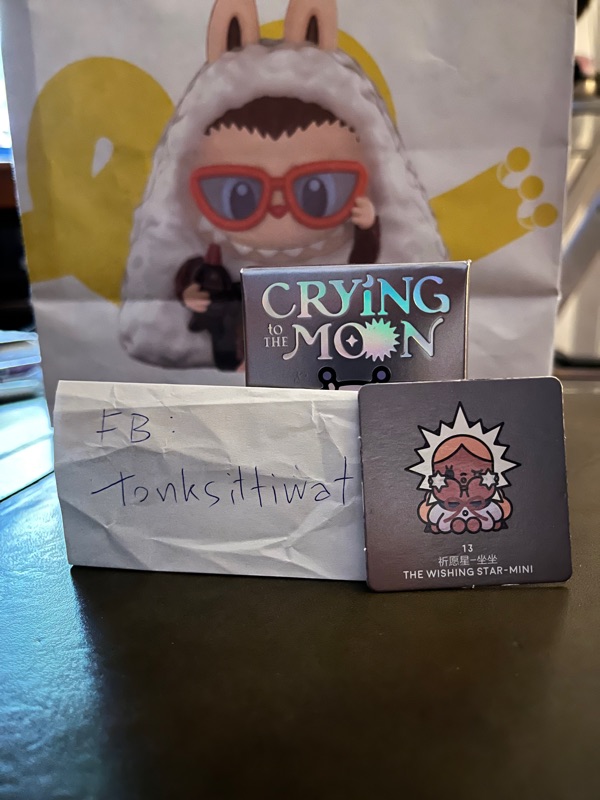 CRYiNG
to
THE
MOON
FB :
tonksittiwat
13
祈愿星-坐坐
THE WISHING STAR-MINI